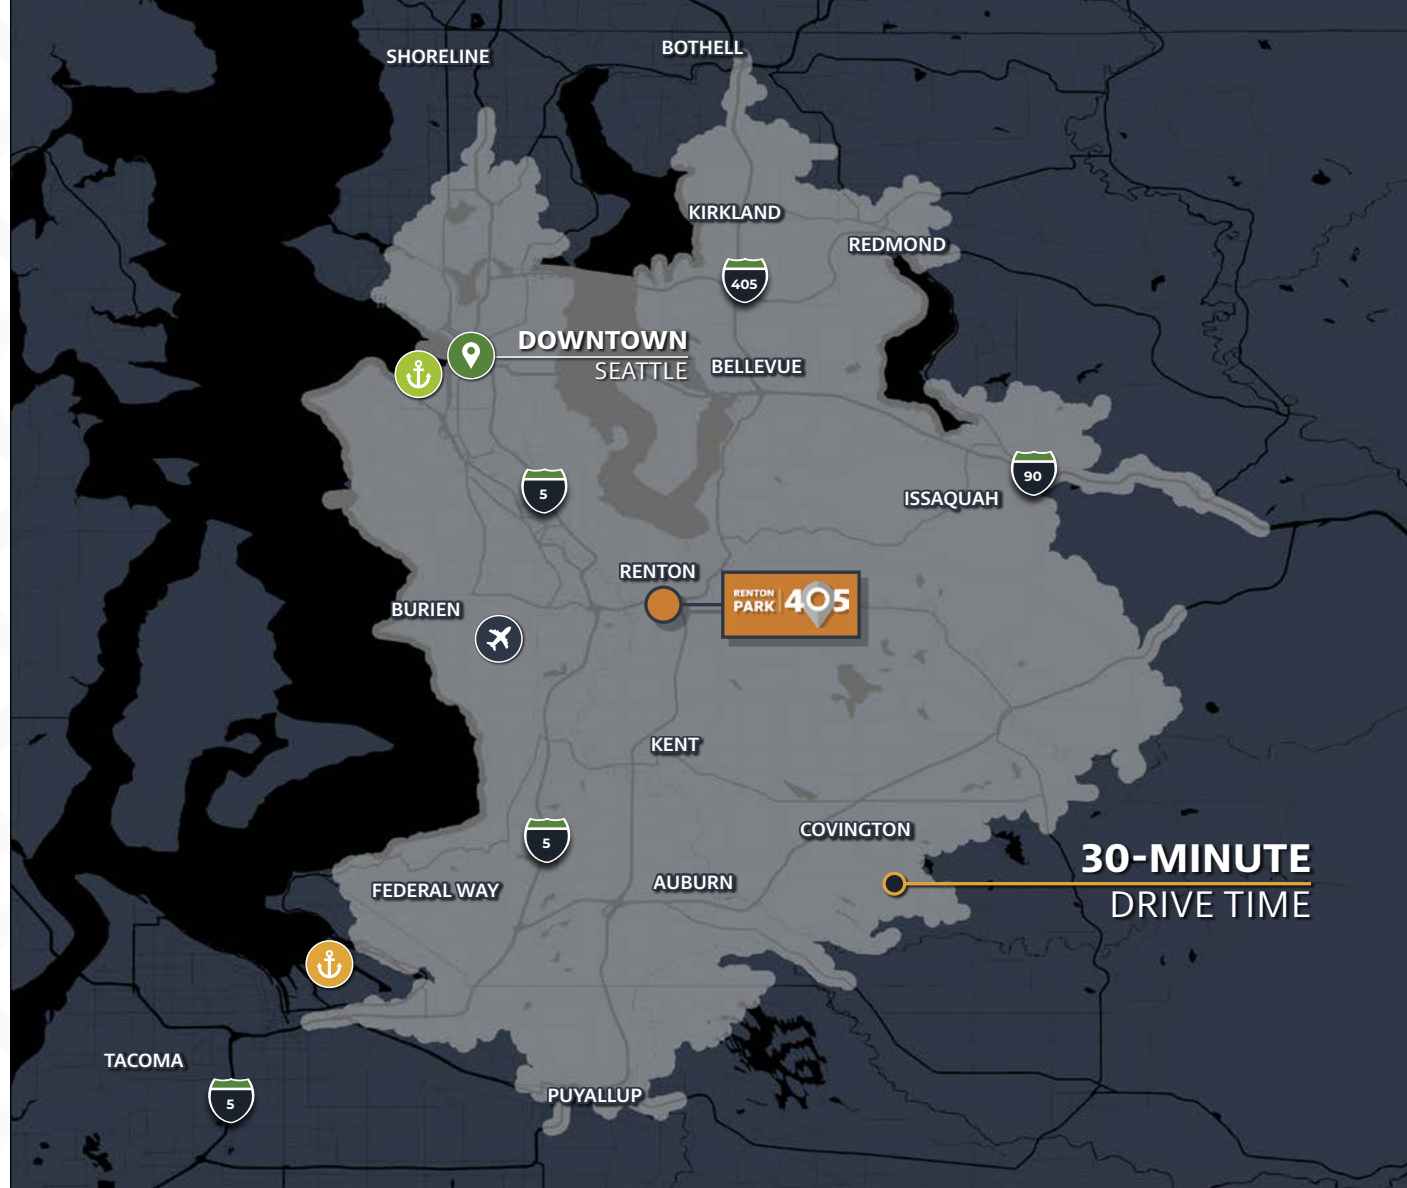 SHORELINE
BOTHELL
KIRKLAND
REDMOND
405
DOWNTOWN
SEATTLE
BELLEVUE
90
5
ISSAQUAH
RENTON
RENTON
PARK
405
BURIEN
KENT
COVINGTON
5
30-MINUTE
DRIVE TIME
FEDERAL WAY
AUBURN
TACOMA
5
PUYALLUP